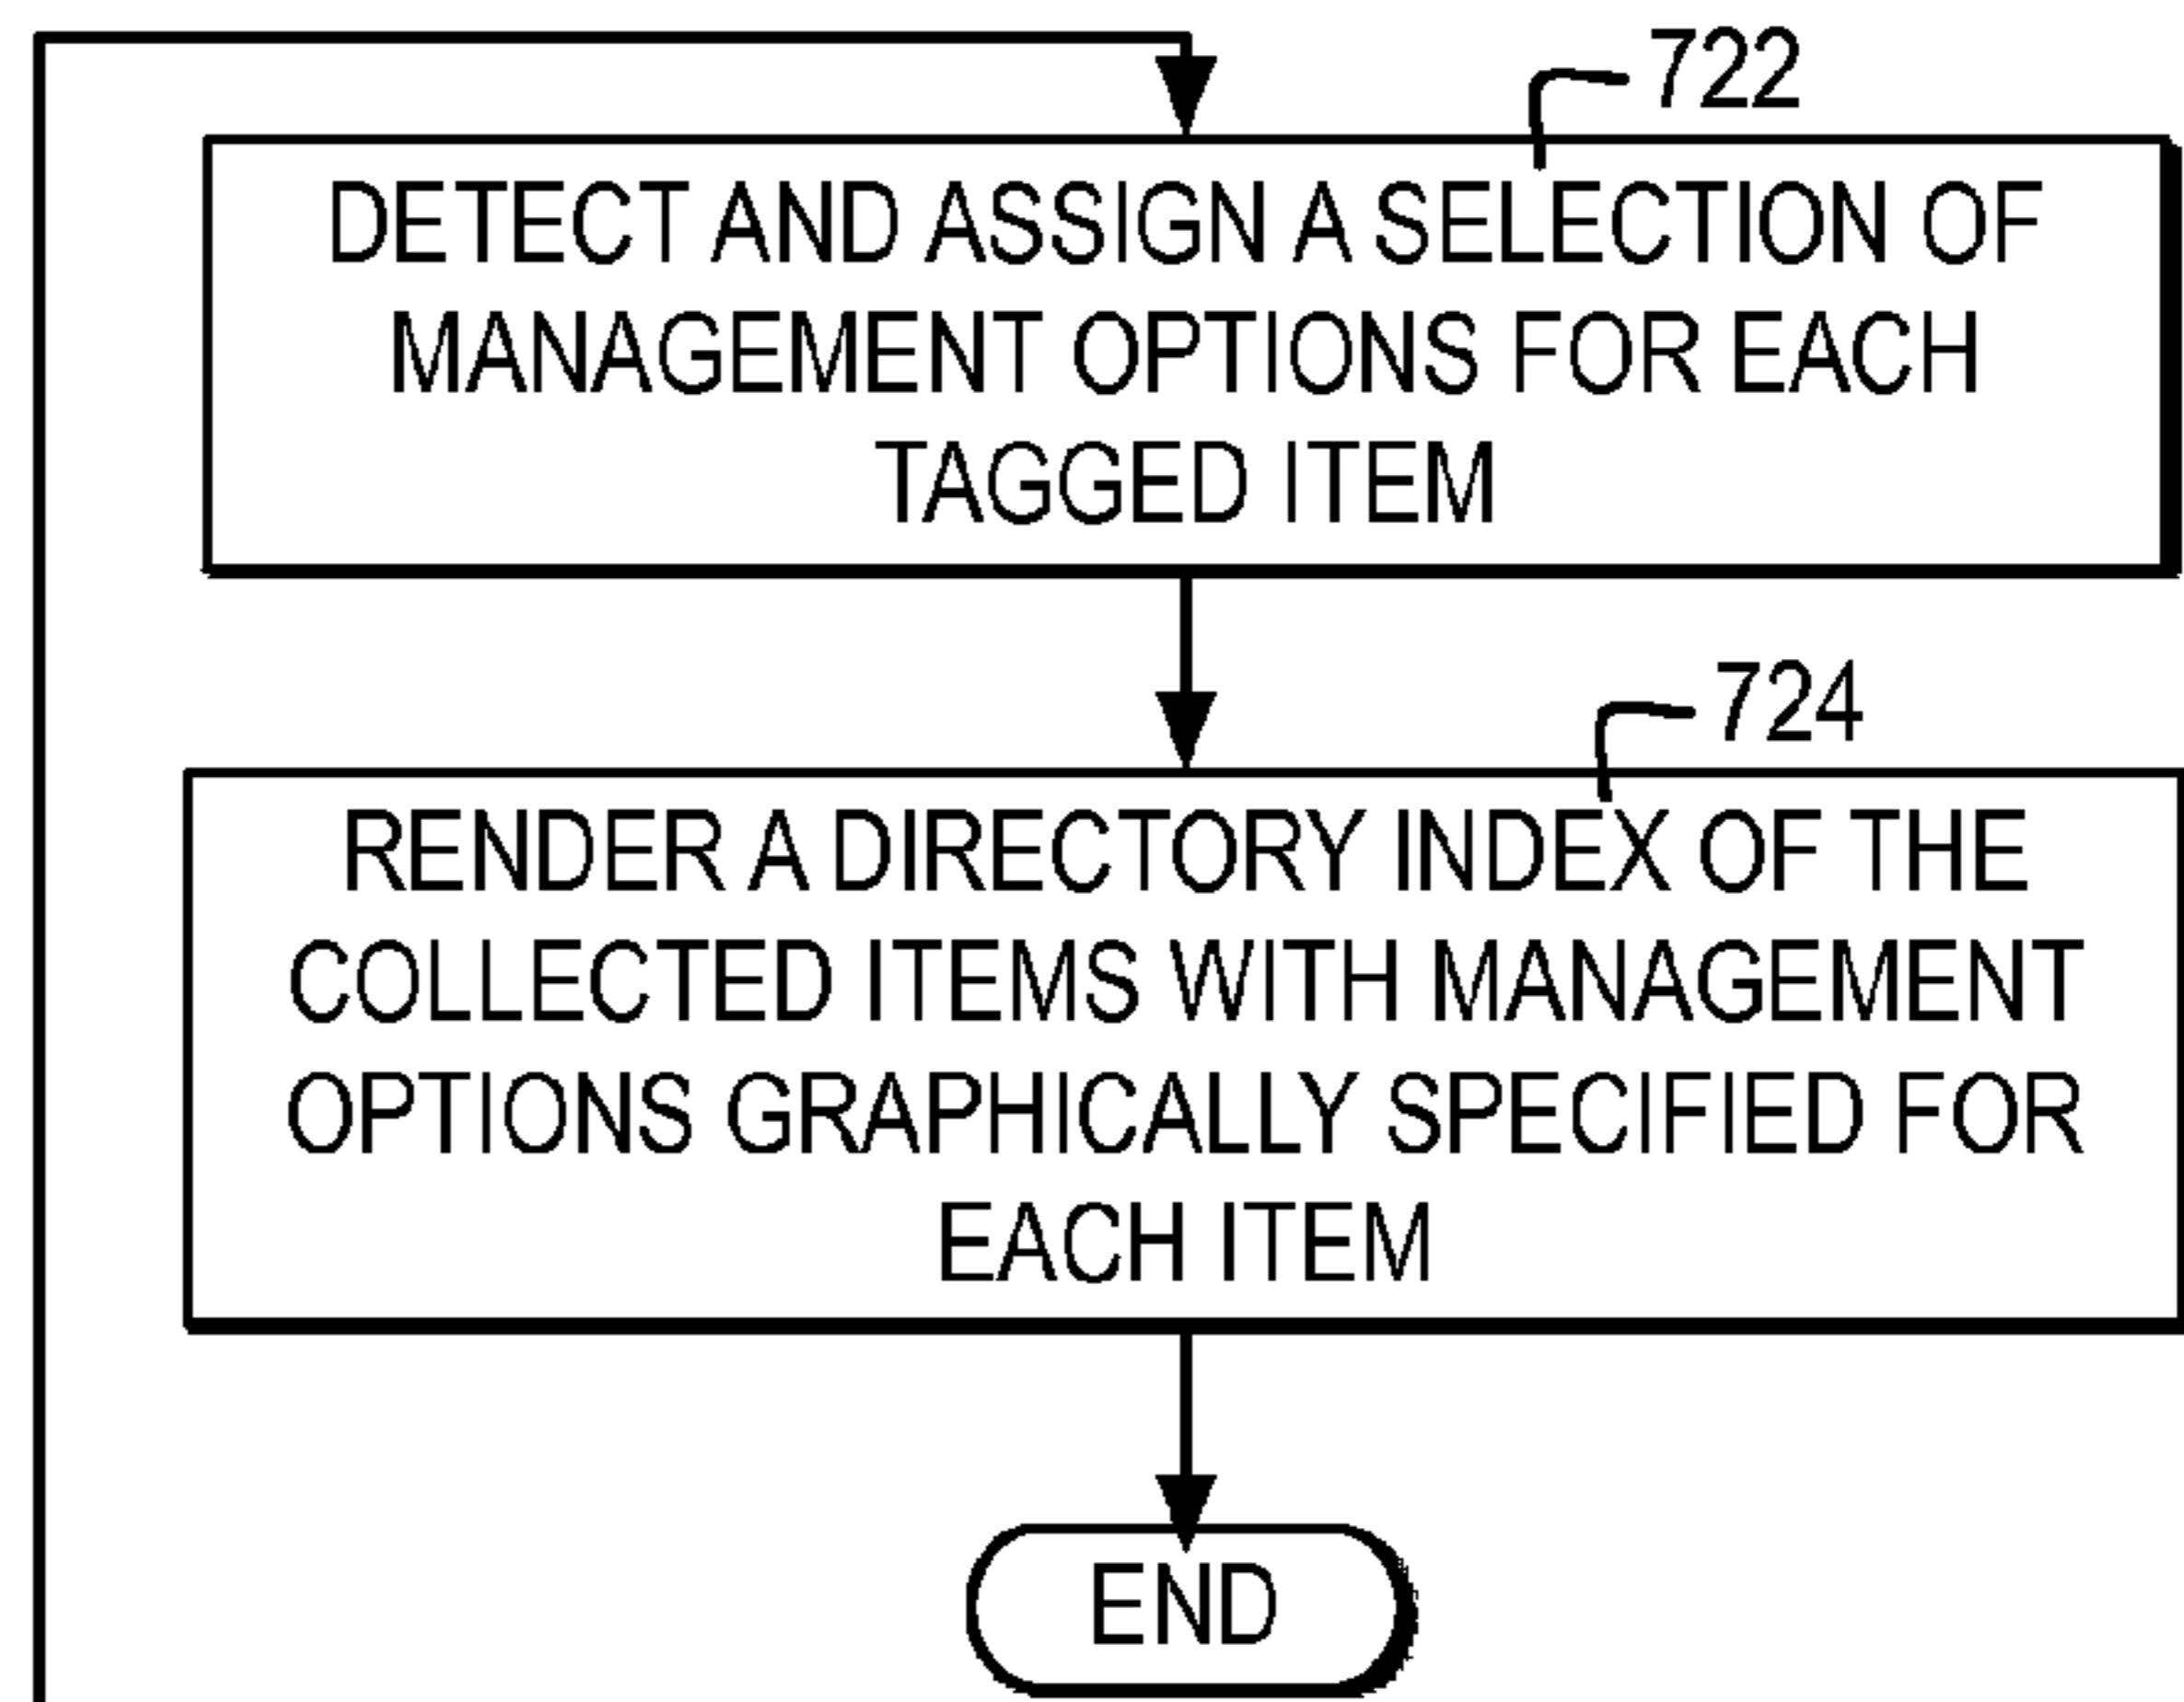 722
DETECT AND ASSIGN A SELECTION OF
MANAGEMENT OPTIONS FOR EACH
TAGGED ITEM
724
RENDER A DIRECTORY INDEX OF THE
COLLECTED ITEMS WITH MANAGEMENT
OPTIONS GRAPHICALLY SPECIFIED FOR
EACH ITEM
END